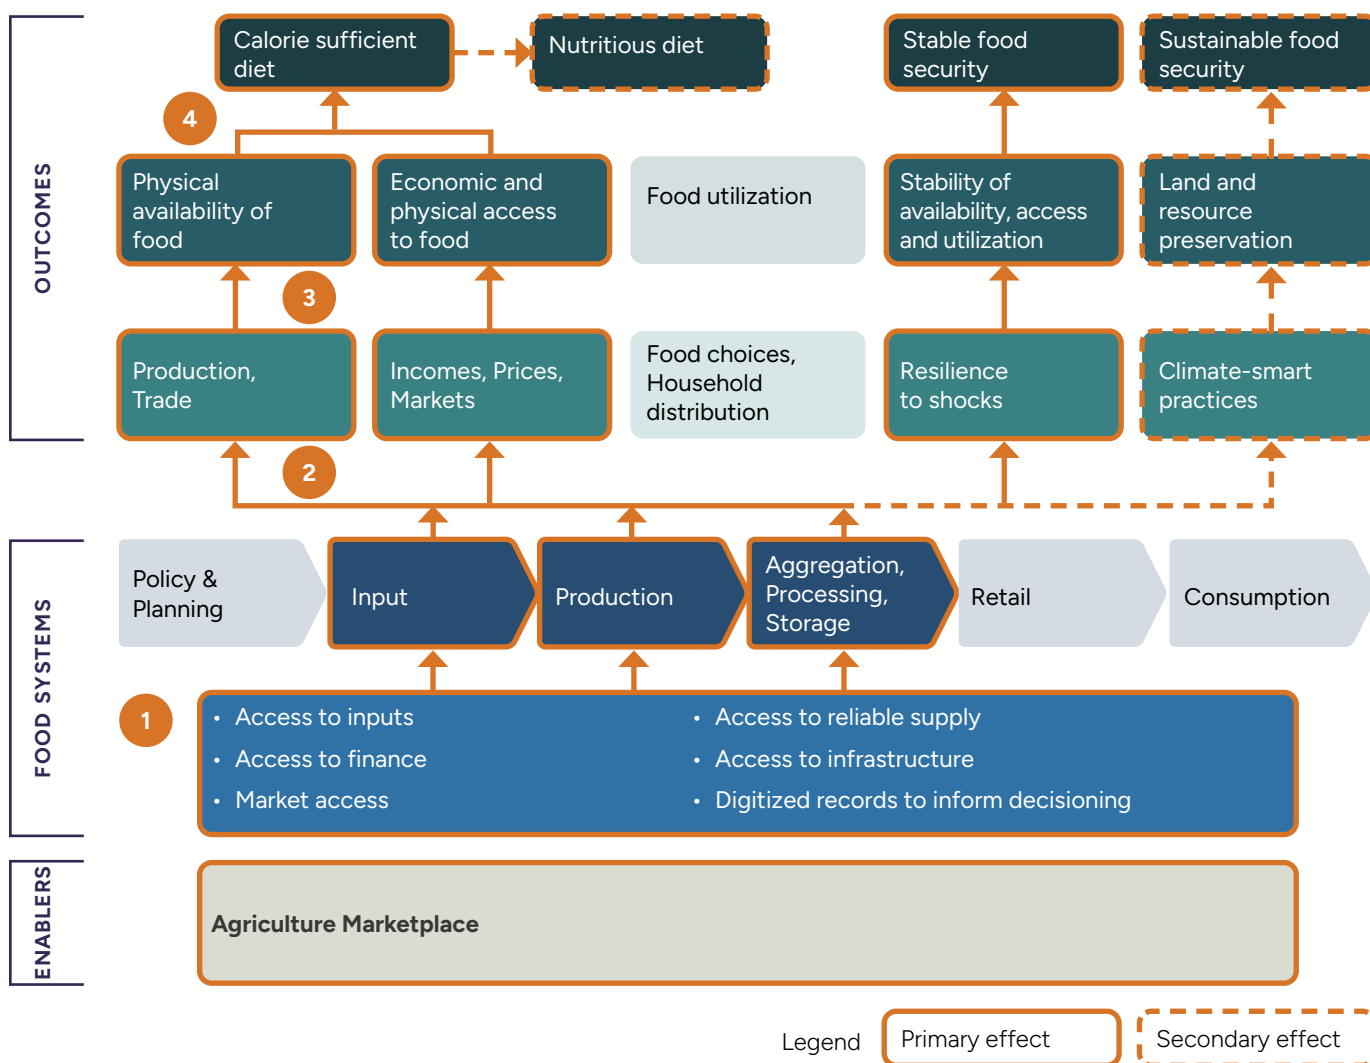 OUTCOMES
Calorie sufficient
diet
Nutritious diet
Stable food
security
Sustainable food
security
4
Physical
availability of
food
Economic and
physical access
to food
Food utilization
Stability of
availability, access
and utilization
Land and
resource
preservation
3
Production,
Trade
Incomes, Prices,
Markets
Food choices,
Household
distribution
Resilience
to shocks
Climate-smart
practices
2
FOOD SYSTEMS
Policy &
Planning
Input
Production
Aggregation,
Processing,
Storage
Retail
Consumption
1
• Access to inputs
• Access to finance
• Market access
• Access to reliable supply
• Access to infrastructure
• Digitized records to inform decisioning
ENABLERS
Agriculture Marketplace
Legend
Primary effect
Secondary effect